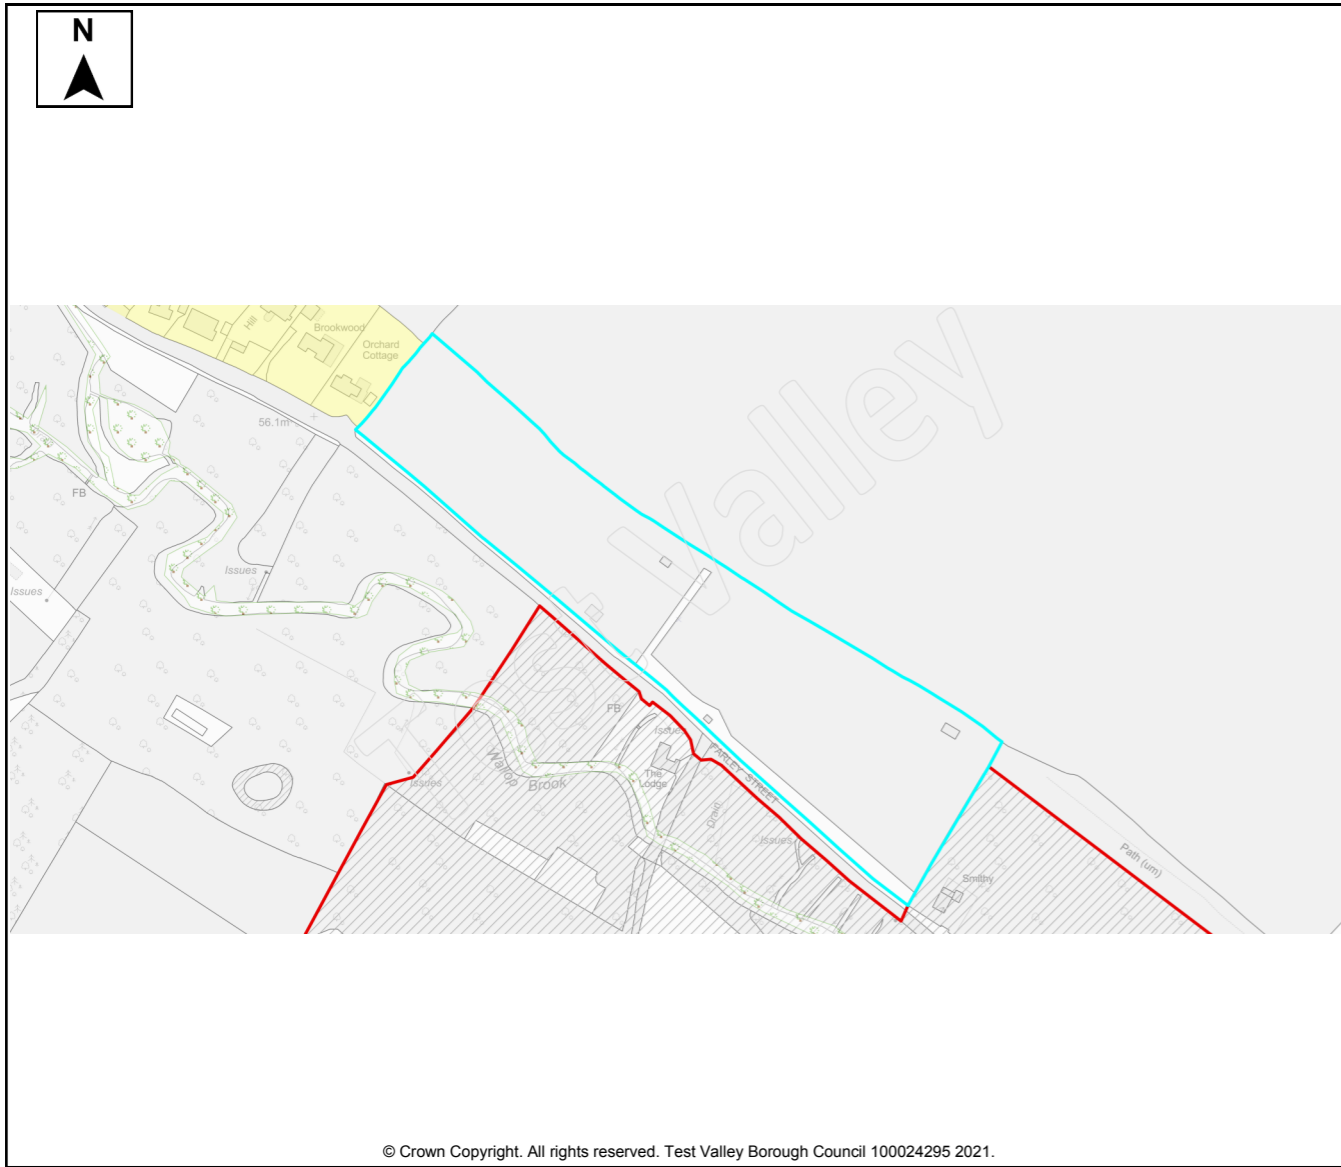 N
Hill
Brookwood
Orchard
Cottage
56.1m
FB
Issues
Issues
Test Valley
FB
Issues
The
Lodge
FARLEY STREET
Wallop Brook
Issues
Drain
Issues
Path (um)
Smithy
© Crown Copyright. All rights reserved. Test Valley Borough Council 100024295 2021.